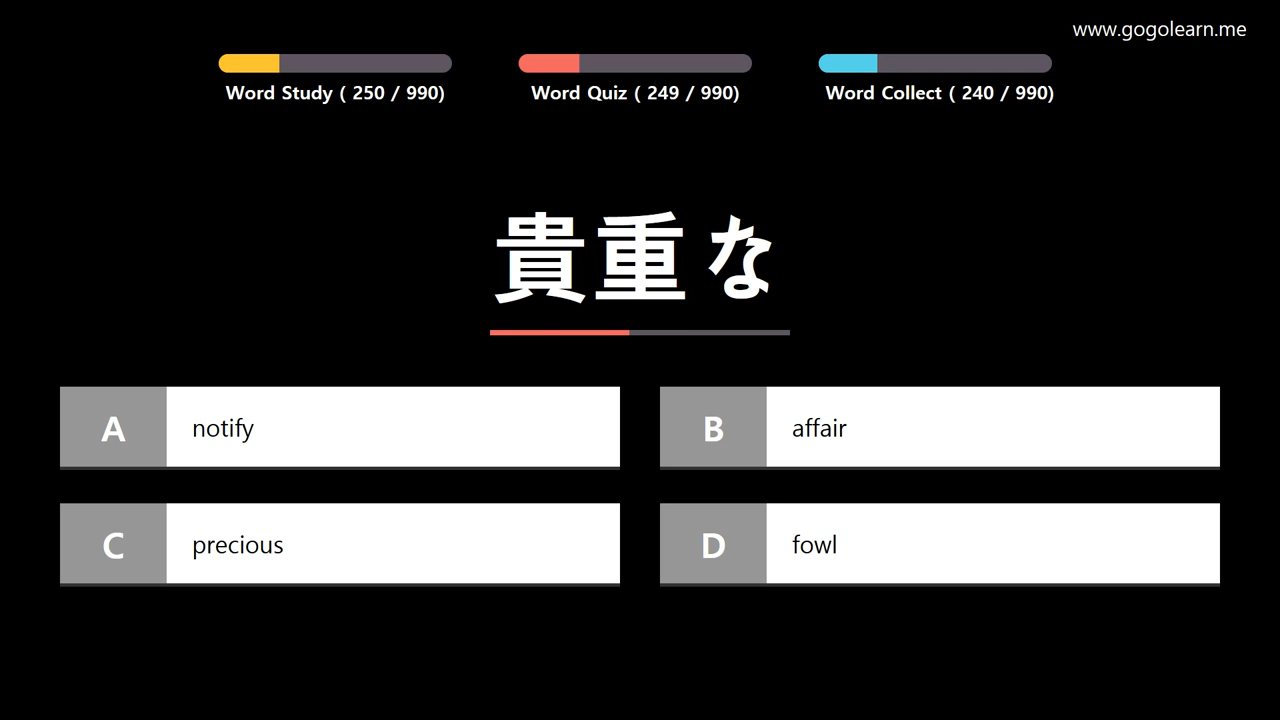 www.gogolearn.me
Word Study ( 250 / 990)
Word Quiz ( 249 / 990)
Word Collect ( 240 / 990)
貴重な
A notify
B affair
C precious
D fowl